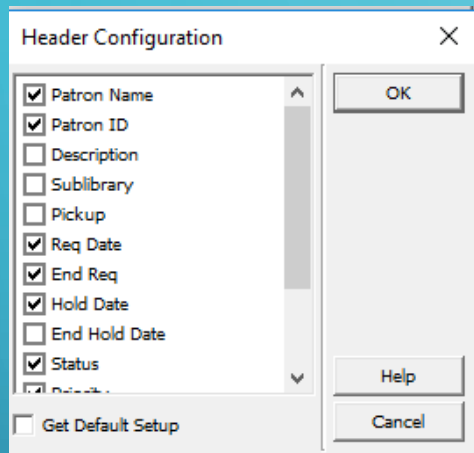 Header Configuration
Patron Name
Patron ID
Description
Sublibrary
Pickup
Req Date
End Req
Hold Date
End Hold Date
Status
Priority
Get Default Setup
OK
Help
Cancel